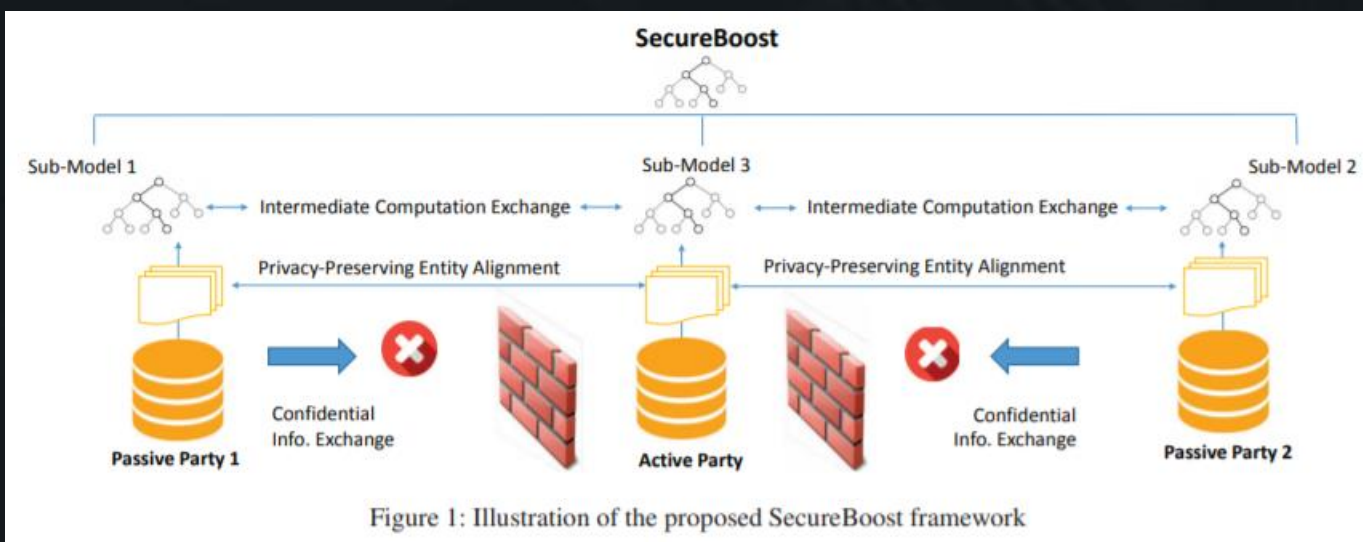 SecureBoost
Sub-Model 1
Sub-Model 3
Sub-Model 2
Intermediate Computation Exchange
Intermediate Computation Exchange
Privacy-Preserving Entity Alignment
Privacy-Preserving Entity Alignment
Confidential
Info. Exchange
Confidential
Info. Exchange
Passive Party 1
Active Party
Passive Party 2
Figure 1: Illustration of the proposed SecureBoost framework